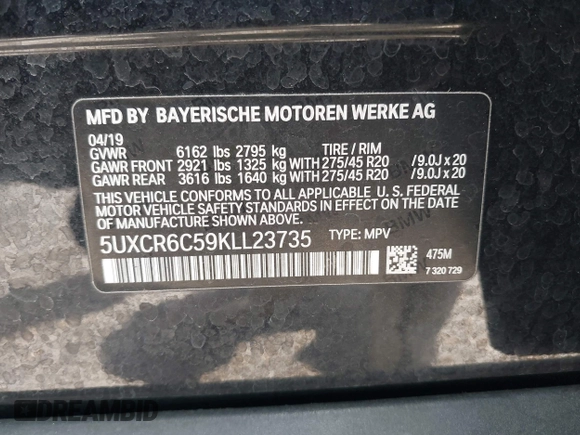 MFD BY BAYERISCHE MOTOREN WERKE AG
04/19
GVWR 6162 lbs 2795 kg TIRE / RIM
GAWR FRONT 2921 lbs 1325 kg WITH 275/45 R20 /9.0J x 20
GAWR REAR 3616 lbs 1640 kg WITH 275/45 R20 /9.0J x 20
THIS VEHICLE CONFORMS TO ALL APPLICABLE U. S. FEDERAL
MOTOR VEHICLE SAFETY STANDARDS IN EFFECT ON THE DATE
OF MANUFACTURE SHOWN ABOVE.
5UXCR6C59KLL23735 TYPE: MPV
475M
7 320 729
DREAMBID